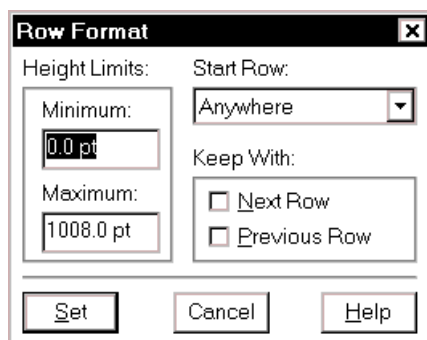 Row Format
Height Limits:
Minimum:
0.0 pt
Maximum:
1008.0 pt
Start Row:
Anywhere
Keep With:
Next Row
Previous Row
Set Cancel Help